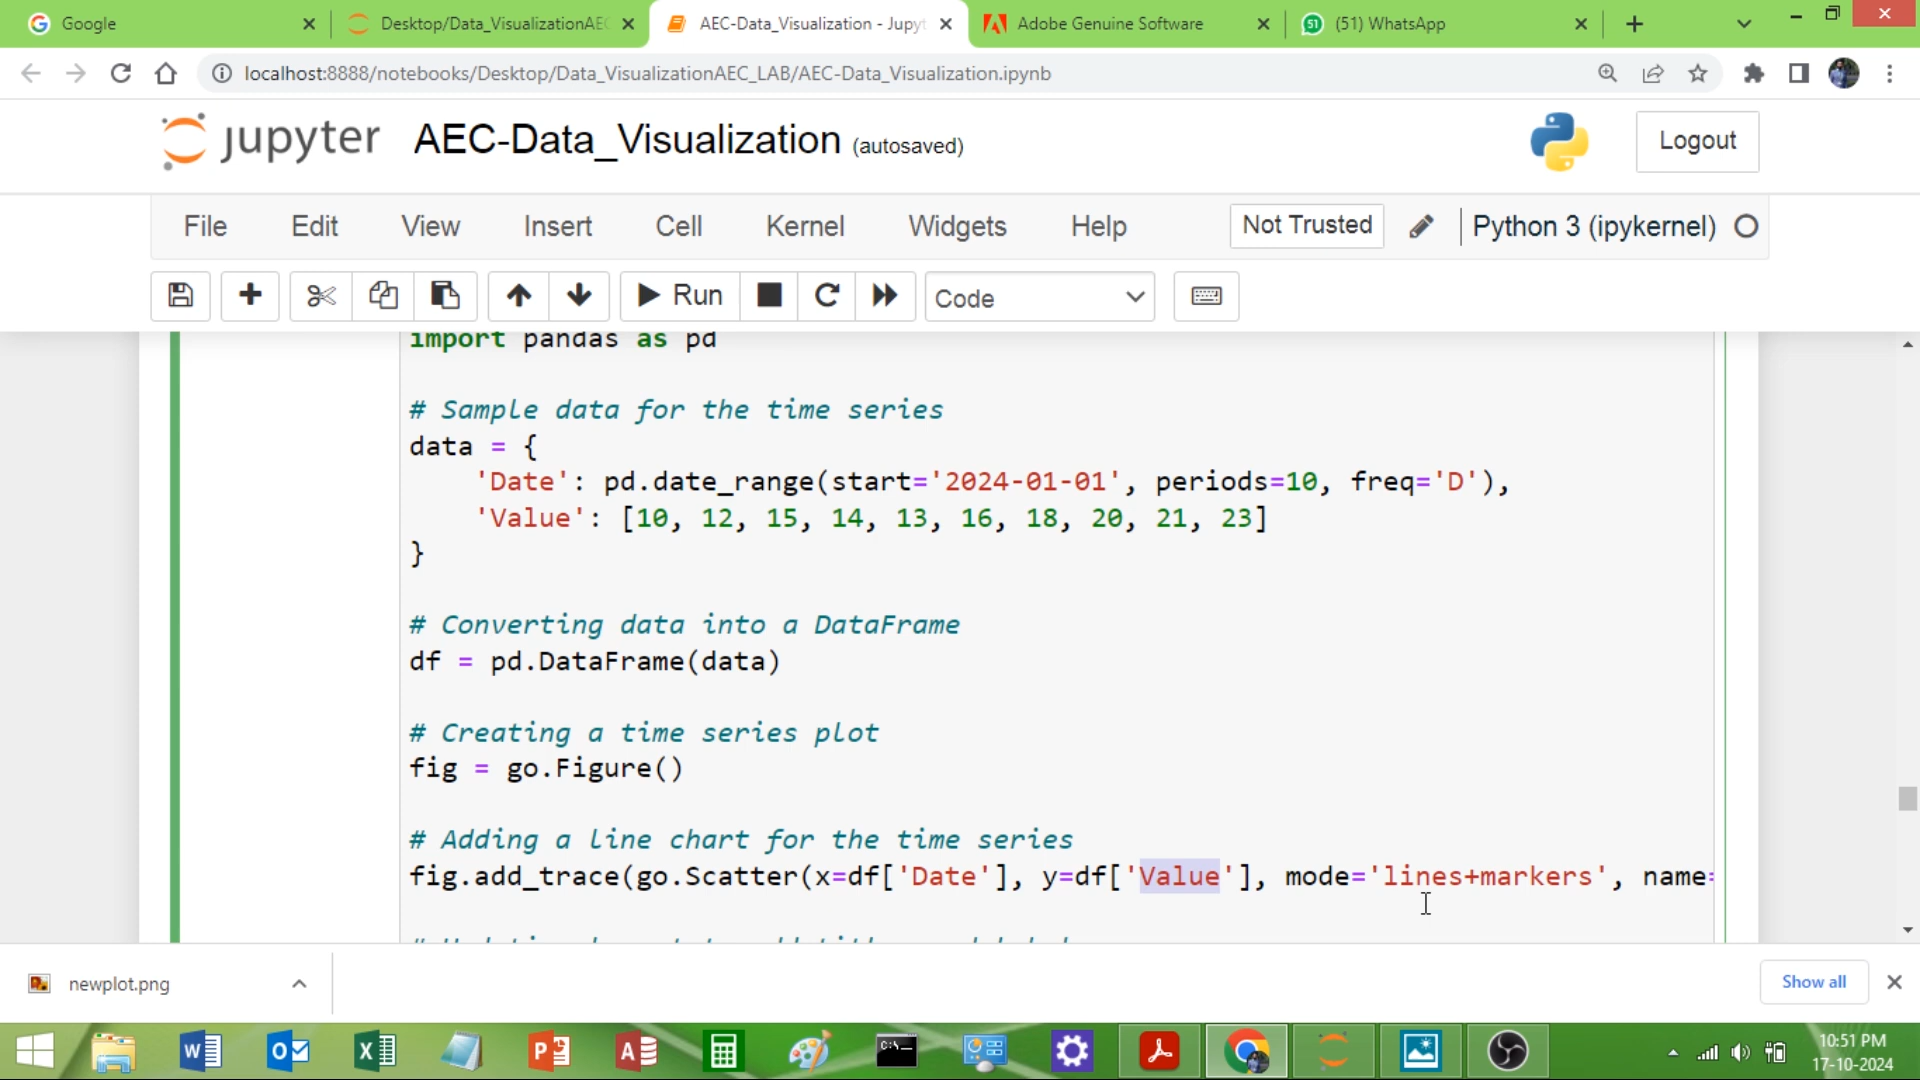 Google
Desktop/Data_VisualizationAEC
AEC-Data_Visualization - Jupyt
Adobe Genuine Software
51
(51) WhatsApp
localhost:8888/notebooks/Desktop/Data_VisualizationAEC_LAB/AEC-Data_Visualization.ipynb
jupyter AEC-Data_Visualization (autosaved)
Logout
File Edit View Insert Cell Kernel Widgets Help
Not Trusted
Python 3 (ipykernel)
Run
Code
import pandas as pd
# Sample data for the time series
data = {
'Date': pd.date_range(start='2024-01-01', periods=10, freq='D'),
'Value': [10, 12, 15, 14, 13, 16, 18, 20, 21, 23]
}
# Converting data into a DataFrame
df = pd.DataFrame(data)
# Creating a time series plot
fig = go.Figure()
# Adding a line chart for the time series
fig.add_trace(go.Scatter(x=df['Date'], y=df['Value'], mode='lines+markers', name=
newplot.png
Show all
10:51 PM
17-10-2024